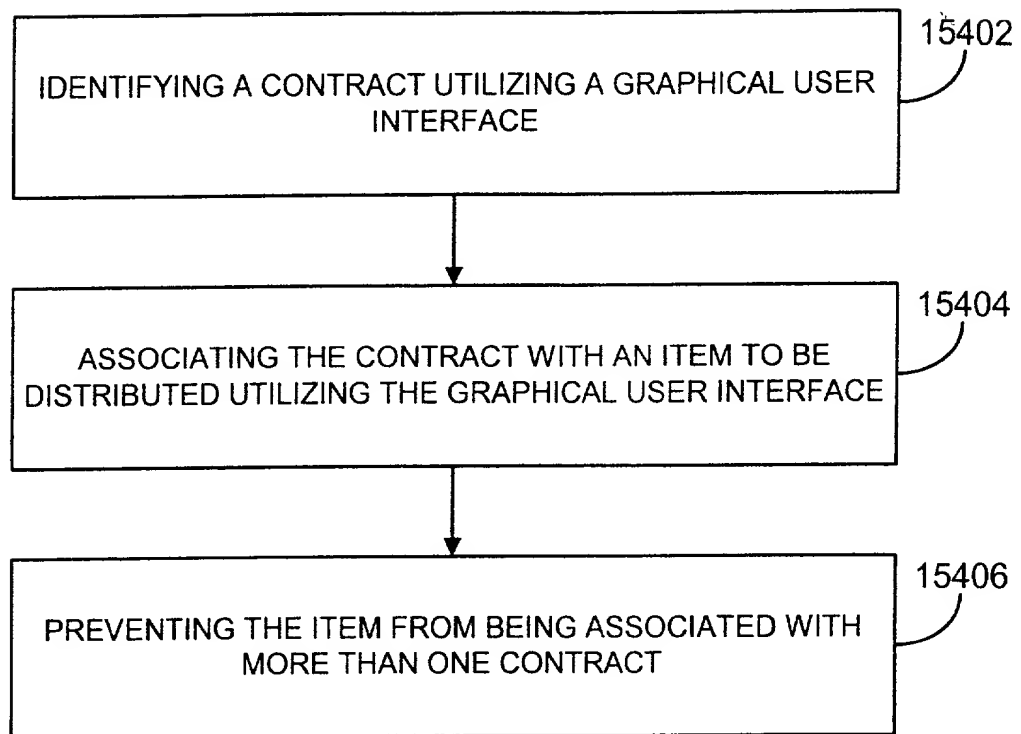 15402
IDENTIFYING A CONTRACT UTILIZING A GRAPHICAL USER
INTERFACE
15404
ASSOCIATING THE CONTRACT WITH AN ITEM TO BE
DISTRIBUTED UTILIZING THE GRAPHICAL USER INTERFACE
15406
PREVENTING THE ITEM FROM BEING ASSOCIATED WITH
MORE THAN ONE CONTRACT